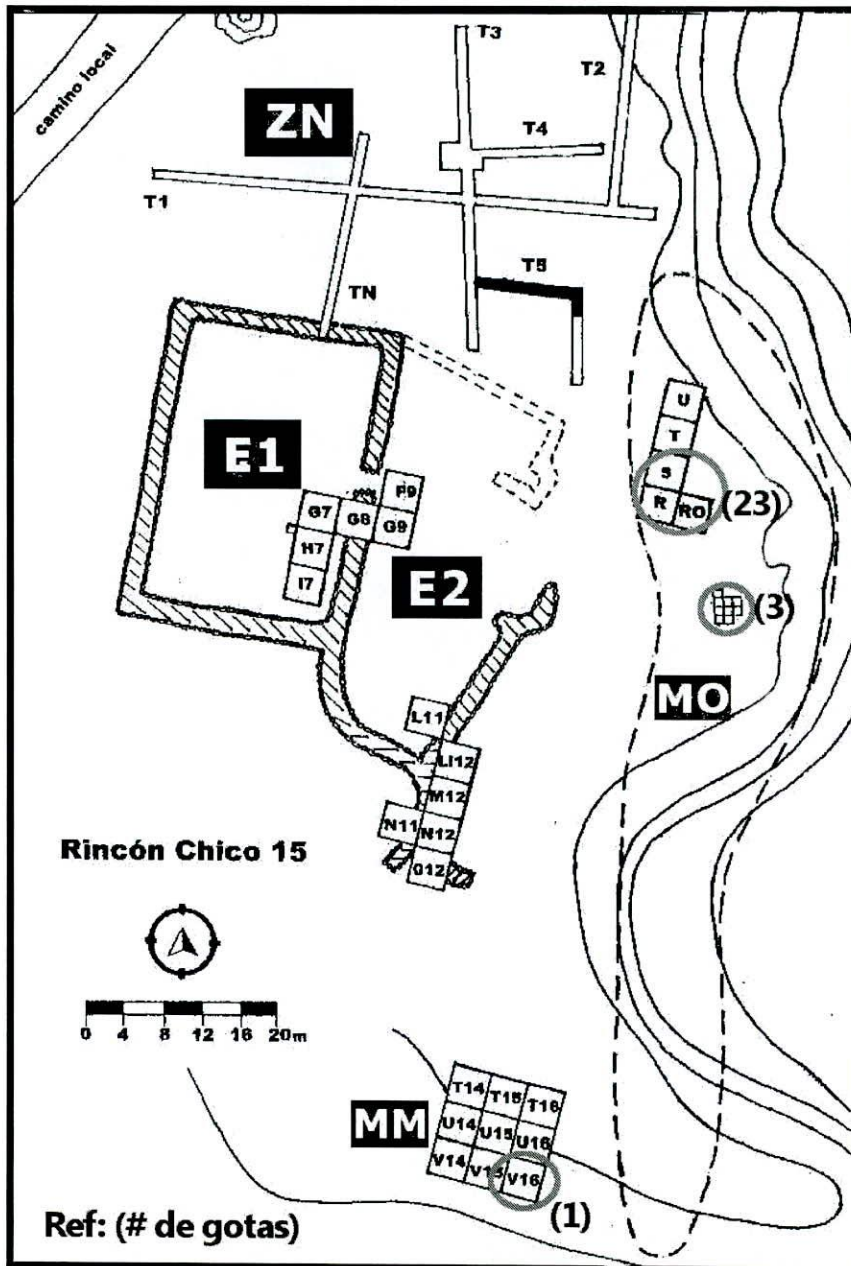 camino local
T3
T2
ZN
T4
T1
T5
TN
U
T
E1
S
F9
R RO (23)
G7 G8 G9
H7
I7
E2
(3)
MO
L11
LI12
M12
N11 N12
O12
Rincón Chico 15
0 4 8 12 16 20m
T14 T15 T16
MM
U14 U15 U16
V14 V15 V16
(1)
Ref: (# de gotas)